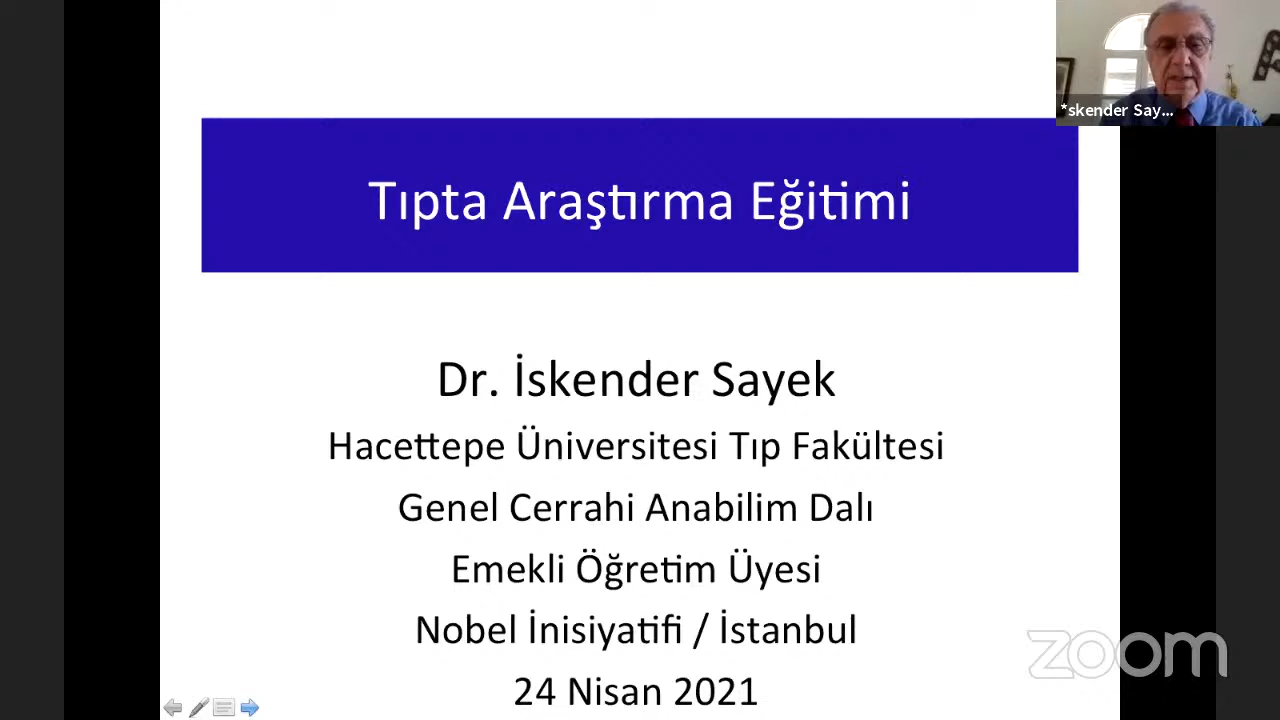 *skender Say...
Tıpta Araştırma Eğitimi
Dr. İskender Sayek
Hacettepe Üniversitesi Tıp Fakültesi
Genel Cerrahi Anabilim Dalı
Emekli Öğretim Üyesi
Nobel İnisiyatifi / İstanbul
24 Nisan 2021
zoom